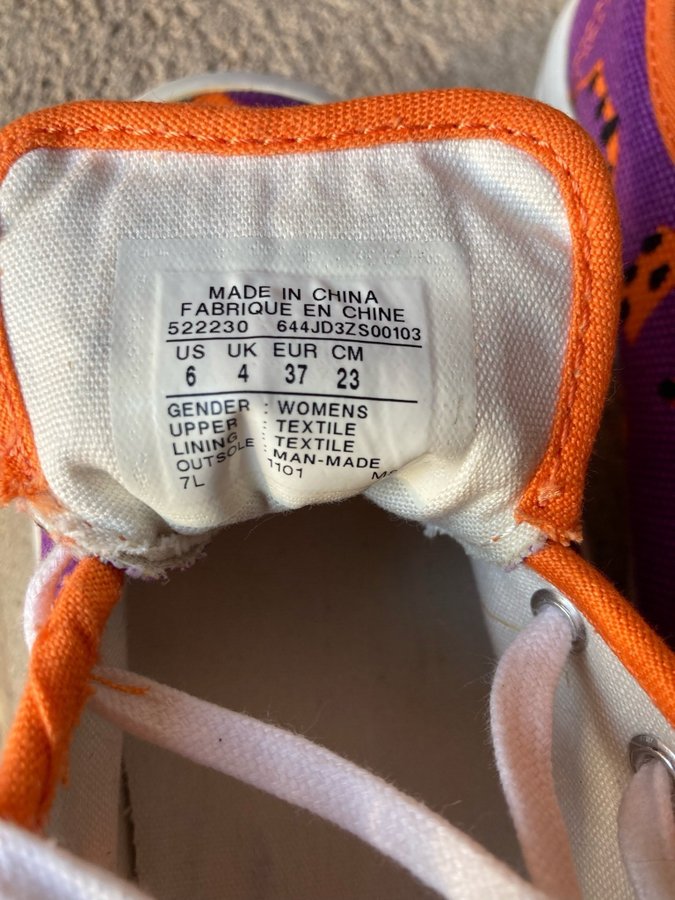 MADE IN CHINA
FABRIQUE EN CHINE
522230 644JD3ZS00103
US UK EUR CM
6 4 37 23
GENDER : WOMENS
UPPER : TEXTILE
LINING : TEXTILE
OUTSOLE : MAN-MADE
7L 1101